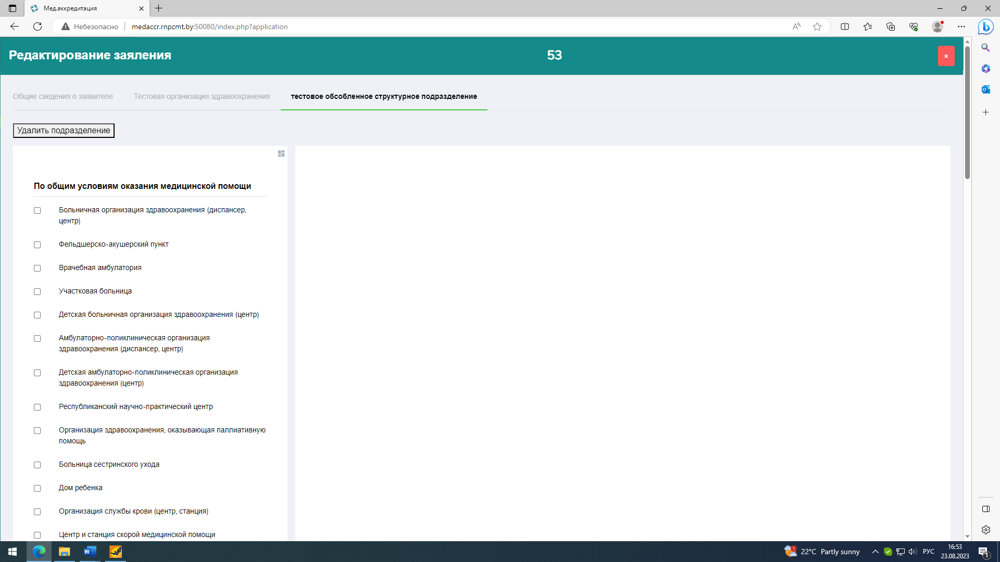 Мед.аккредитация
Небезопасно
medaccr.rnpcmt.by:50080/index.php?application
Редактирование заяления
53
Общие сведения о заявителе
Тестовая организация здравоохранения
тестовое обсобленное структурное подразделение
Удалить подразделение
По общим условиям оказания медицинской помощи
Больничная организация здравоохранения (диспансер,
центр)
Фельдшерско-акушерский пункт
Врачебная амбулатория
Участковая больница
Детская больничная организация здравоохранения (центр)
Амбулаторно-поликлиническая организация
здравоохранения (диспансер, центр)
Детская амбулаторно-поликлиническая организация
здравоохранения (центр)
Республиканский научно-практический центр
Организация здравоохранения, оказывающая паллиативную
помощь
Больница сестринского ухода
Дом ребенка
Организация службы крови (центр, станция)
Центр и станция скорой медицинской помощи
1
22°C Partly sunny
РУС
16:53
23.08.2023
1